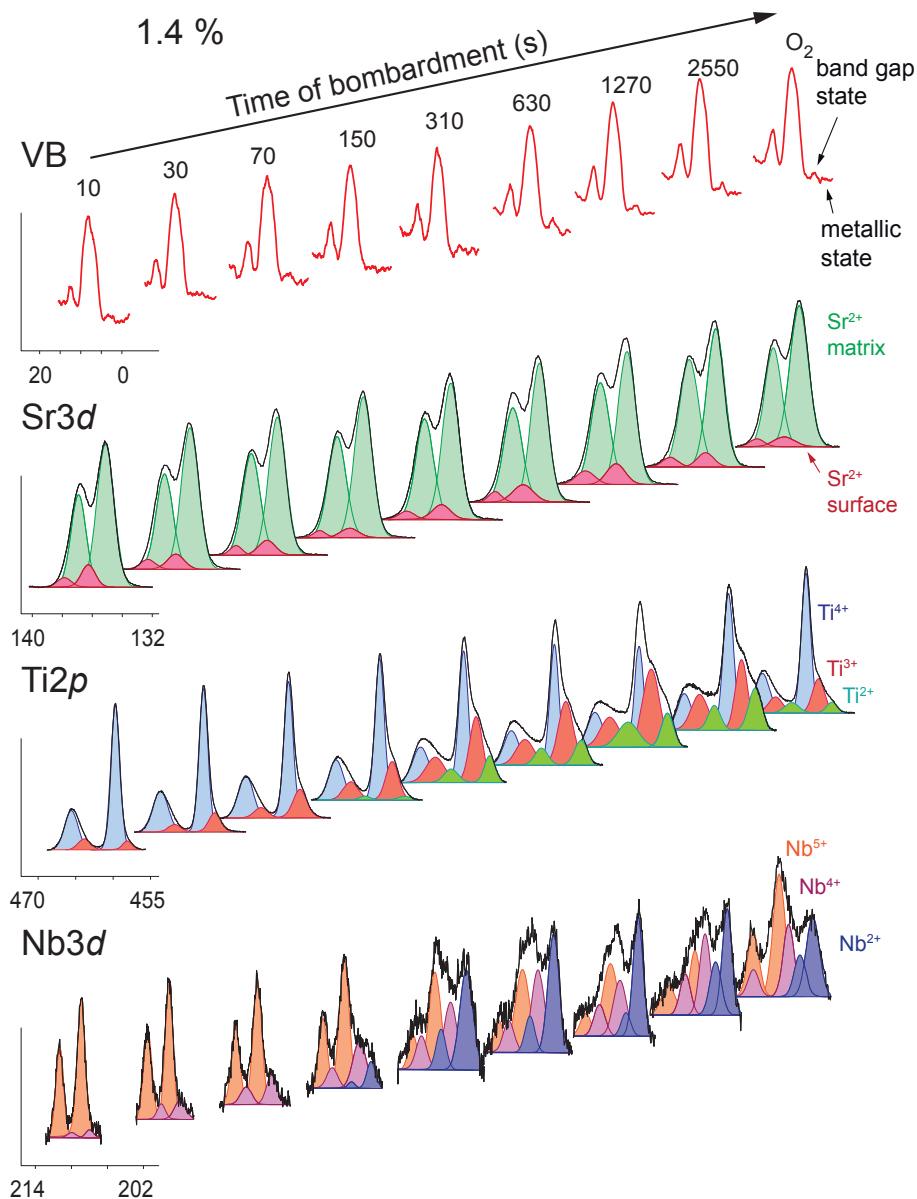 1.4 %
Time of bombardment (s)
O2
band gap
state
metallic
state
VB
10
30
70
150
310
630
1270
2550
20
0
Sr3d
Sr2+
matrix
Sr2+
surface
140
132
Ti2p
Ti4+
Ti3+
Ti2+
470
455
Nb3d
Nb5+
Nb4+
Nb2+
214
202